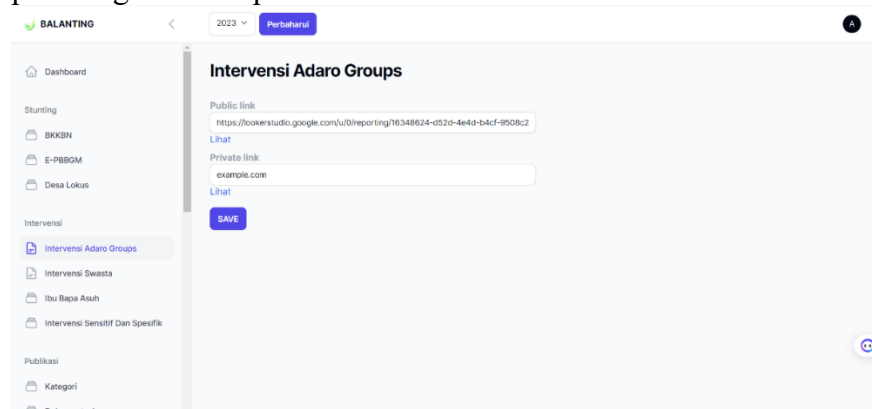 BALANTING
2023
Perbaharui
A
Dashboard
Stunting
BKKBN
E-PBBGM
Desa Lokus
Intervensi
Intervensi Adaro Groups
Intervensi Swasta
Ibu Bapa Asuh
Intervensi Sensitif Dan Spesifik
Publikasi
Kategori
Intervensi Adaro Groups
Public link
https://lookerstudio.google.com/u/0/reporting/16348624-d52d-4e4d-b4cf-9508c2
Lihat
Private link
example.com
Lihat
SAVE